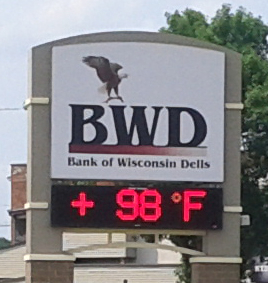 BWD
Bank of Wisconsin Dells
+ 98 °F